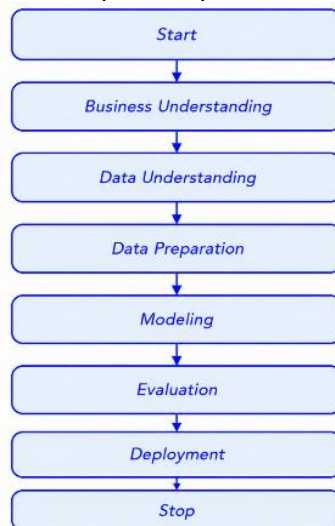 Start
Business Understanding
Data Understanding
Data Preparation
Modeling
Evaluation
Deployment
Stop